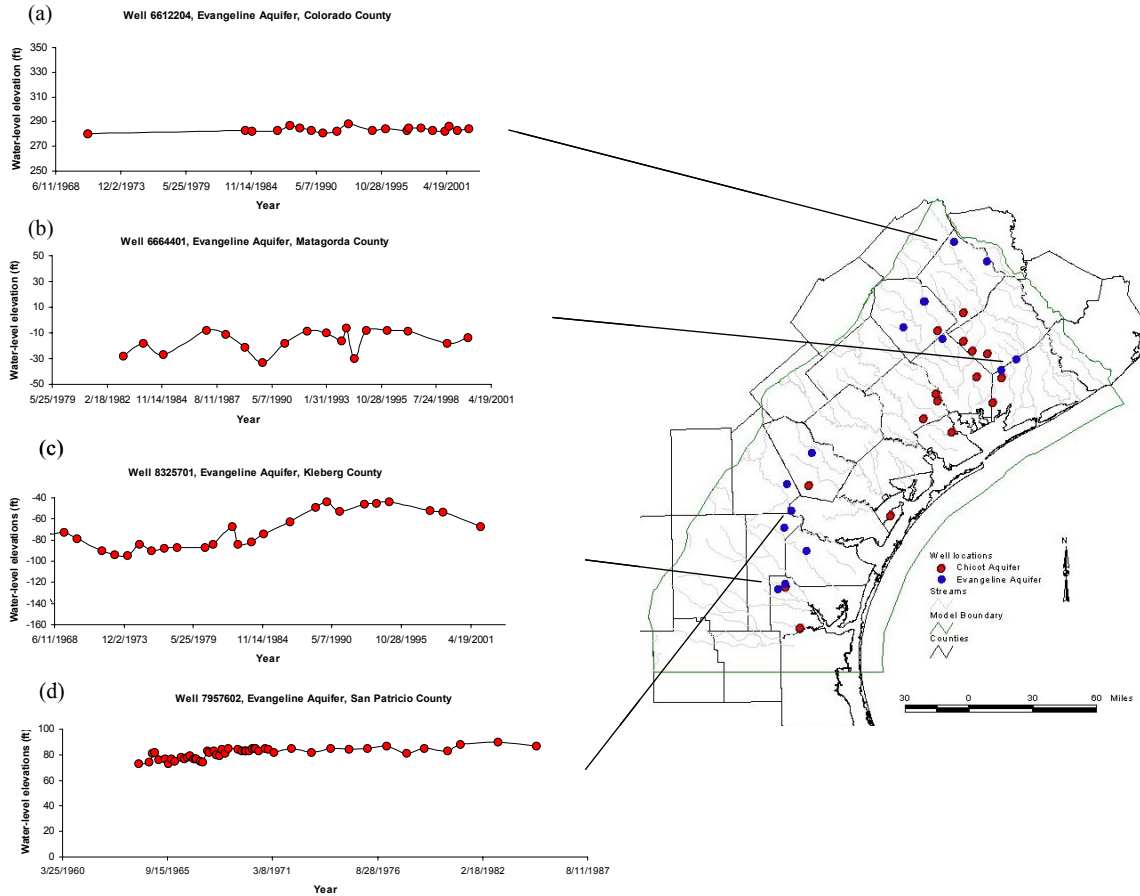 (a)
Well 6612204, Evangeline Aquifer, Colorado County
Water-level elevation (ft)
350
330
310
290
270
250
6/11/1968 12/2/1973 5/25/1979 11/14/1984 5/7/1990 10/28/1995 4/19/2001
Year
(b)
Well 6664401, Evangeline Aquifer, Matagorda County
Water-level elevation (ft)
50
30
10
-10
-30
-50
5/25/1979 2/18/1982 11/14/1984 8/11/1987 5/7/1990 1/31/1993 10/28/1995 7/24/1998 4/19/2001
Year
(c)
Well 8325701, Evangeline Aquifer, Kleberg County
Water-level elevations (ft)
-40
-60
-80
-100
-120
-140
-160
6/11/1968 12/2/1973 5/25/1979 11/14/1984 5/7/1990 10/28/1995 4/19/2001
Year
(d)
Well 7957602, Evangeline Aquifer, San Patricio County
Water-level elevations (ft)
100
80
60
40
20
0
3/25/1960 9/15/1965 3/8/1971 8/28/1976 2/18/1982 8/11/1987
Year
Well locations
Chicot Aquifer
Evangeline Aquifer
Streams
Model Boundary
Counties
N
30 0 30 60 Miles